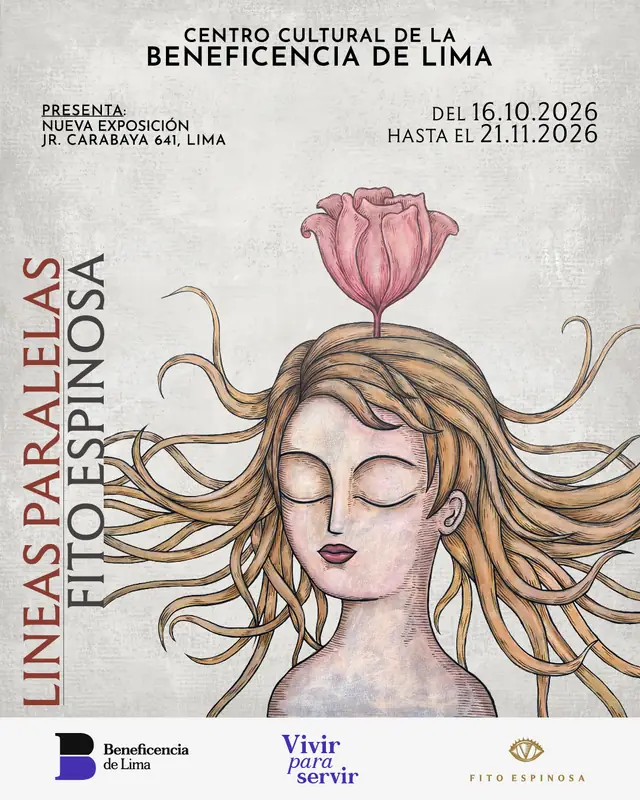 CENTRO CULTURAL DE LA
BENEFICENCIA DE LIMA
PRESENTA:
NUEVA EXPOSICIÓN
JR. CARABAYA 641, LIMA
DEL 16.10.2026
HASTA EL 21.11.2026
LINEAS PARALELAS
FITO ESPINOSA
Beneficencia
de Lima
Vivir
para
servir
FITO ESPINOSA